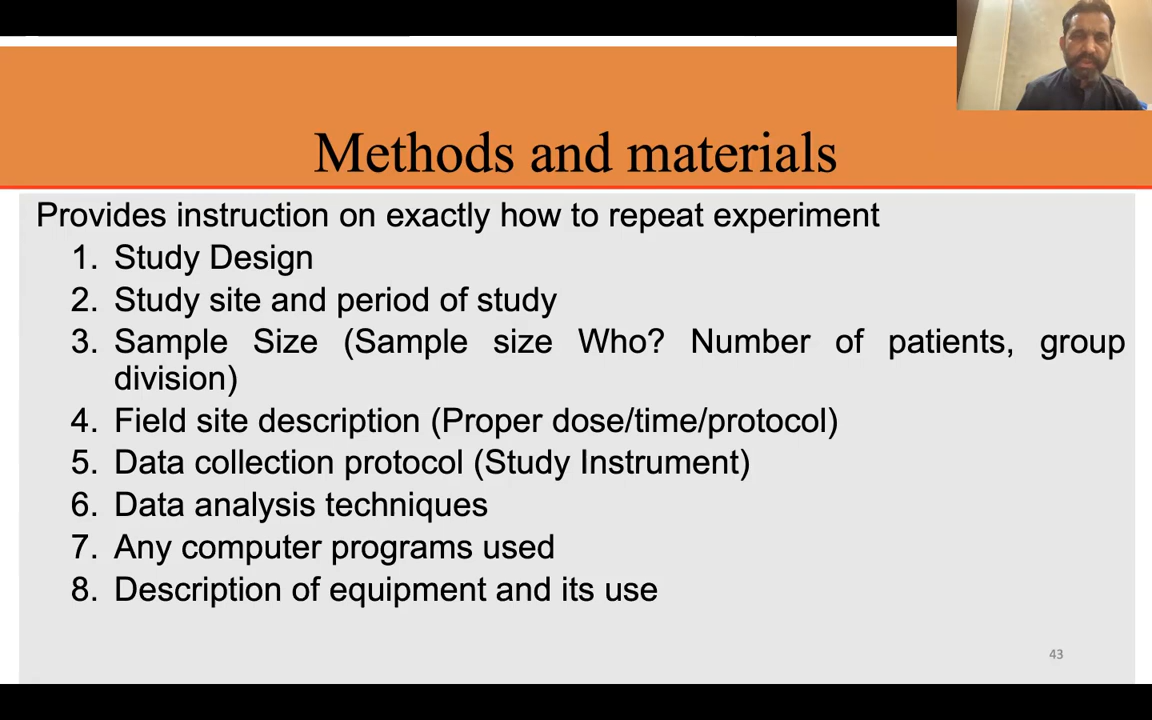 Methods and materials
Provides instruction on exactly how to repeat experiment
1. Study Design
2. Study site and period of study
3. Sample Size (Sample size Who? Number of patients, group
division)
4. Field site description (Proper dose/time/protocol)
5. Data collection protocol (Study Instrument)
6. Data analysis techniques
7. Any computer programs used
8. Description of equipment and its use
43